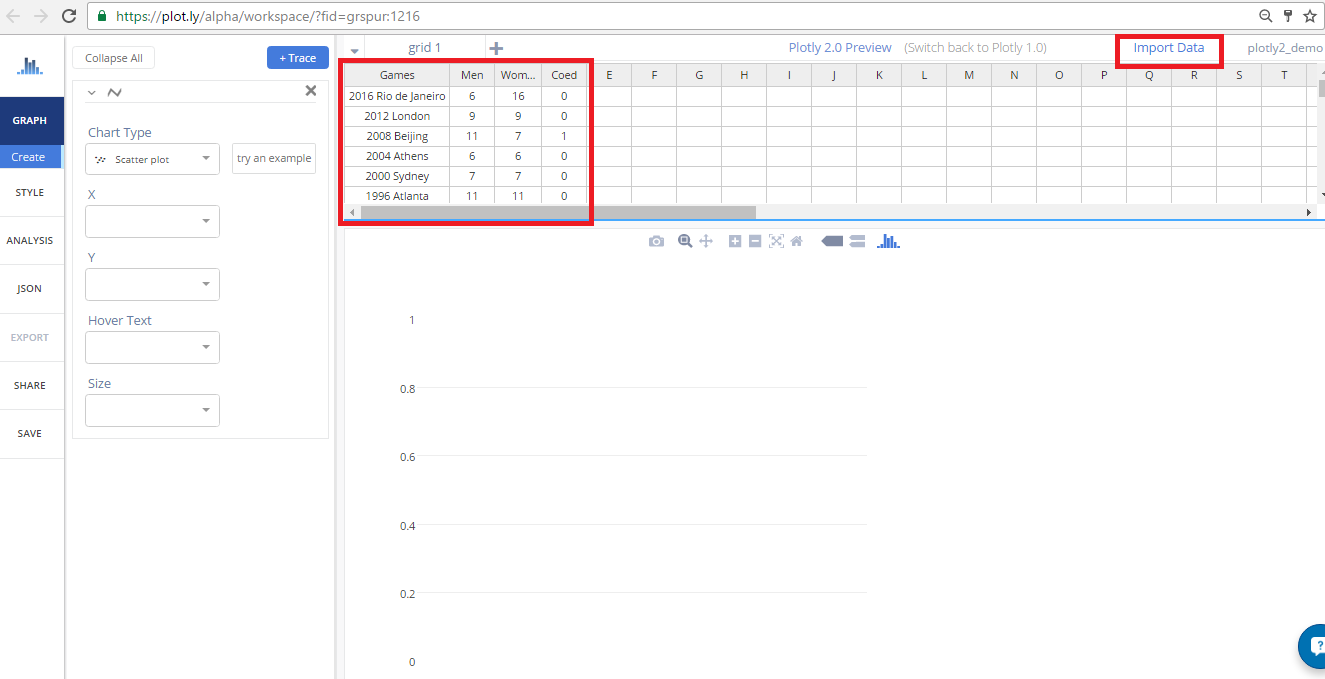 https://plot.ly/alpha/workspace/?fid=grspur:1216
Collapse All
+ Trace
grid 1
Plotly 2.0 Preview (Switch back to Plotly 1.0)
Import Data
plotly2_demo
GRAPH
Create
STYLE
ANALYSIS
JSON
EXPORT
SHARE
SAVE
Chart Type
Scatter plot
try an example
X
Y
Hover Text
Size
Games Men Wom... Coed E F G H I J K L M N O P Q R S T
2016 Rio de Janeiro 6 16 0
2012 London 9 9 0
2008 Beijing 11 7 1
2004 Athens 6 6 0
2000 Sydney 7 7 0
1996 Atlanta 11 11 0
1
0.8
0.6
0.4
0.2
0
?